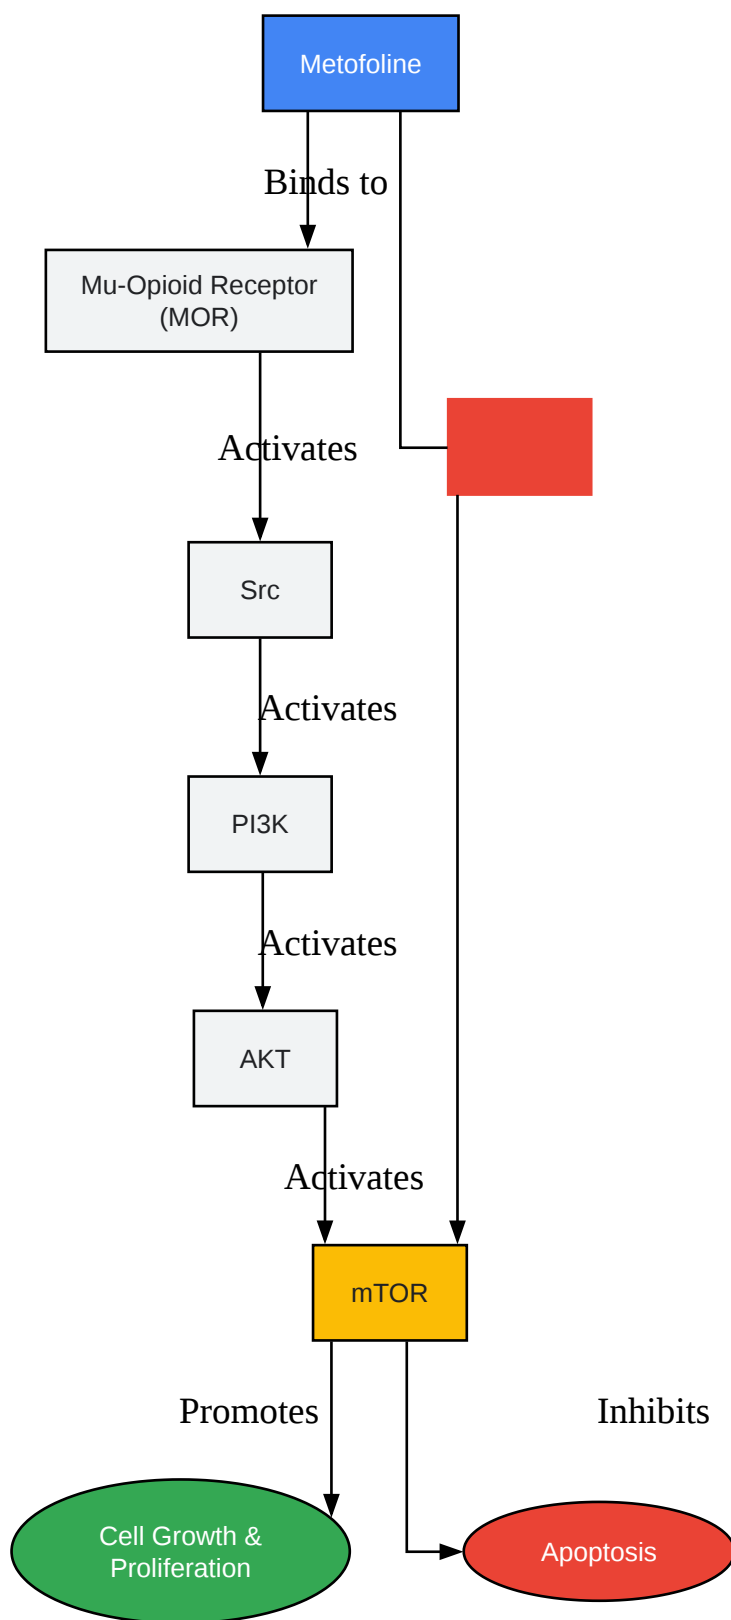 Metofoline
Binds to
Mu-Opioid Receptor
(MOR)
Activates
Src
Activates
PI3K
Activates
AKT
Activates
mTOR
Promotes
Inhibits
Cell Growth &
Proliferation
Apoptosis